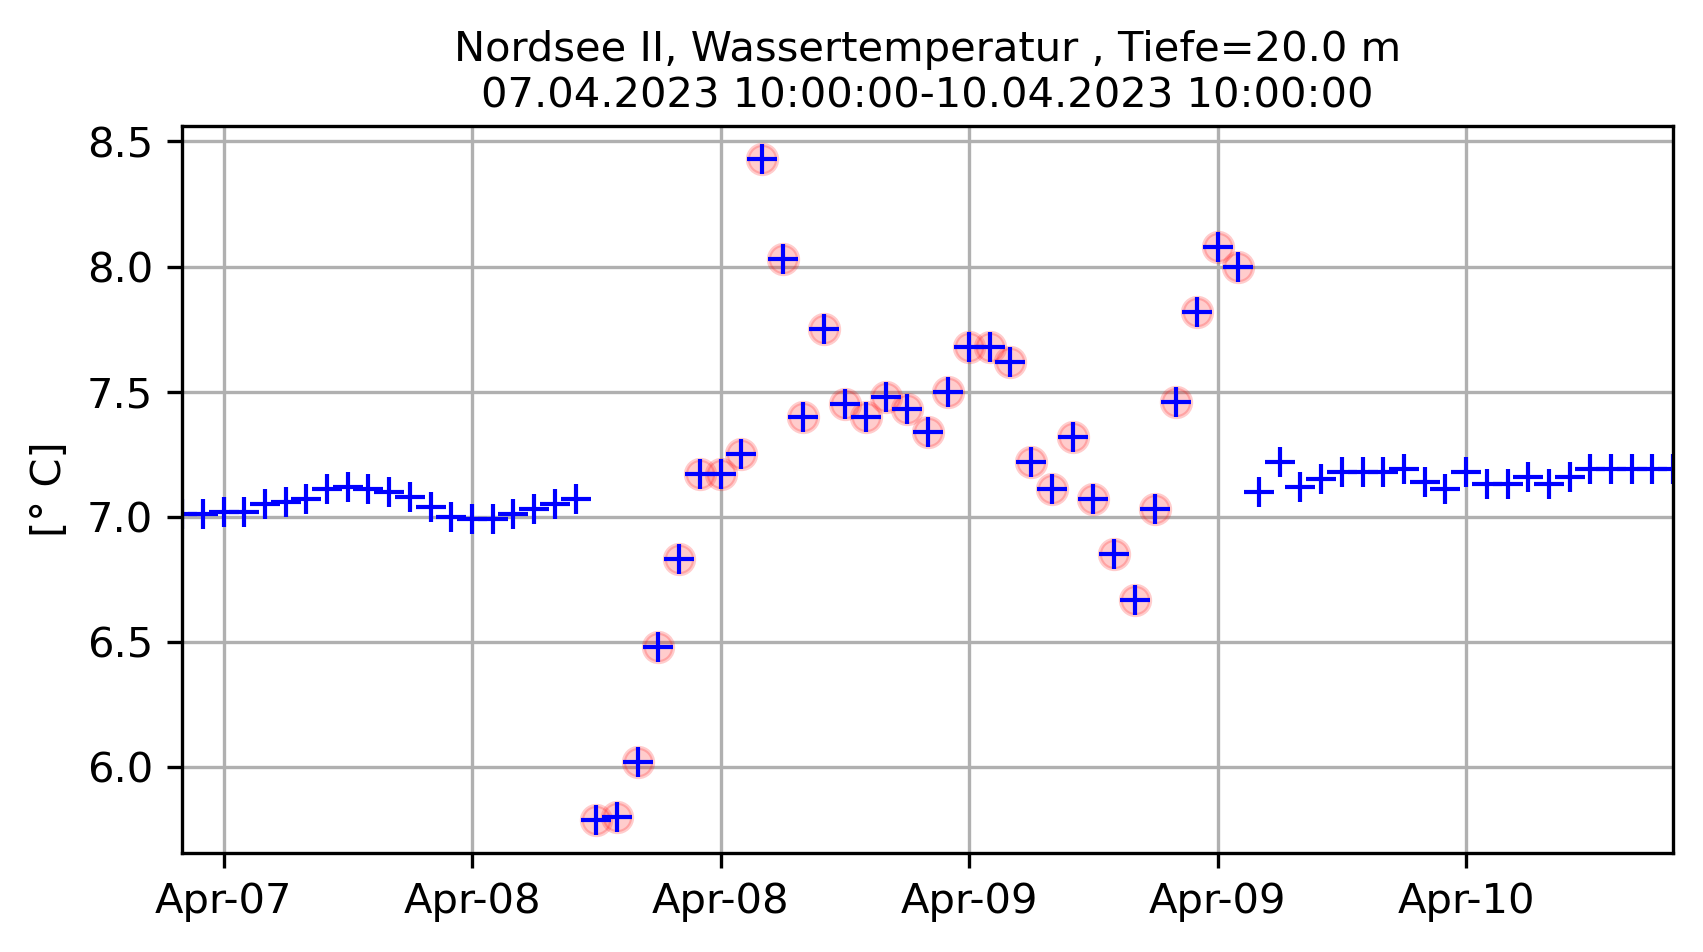 Nordsee II, Wassertemperatur , Tiefe=20.0 m
07.04.2023 10:00:00-10.04.2023 10:00:00
8.5
8.0
7.5
7.0
6.5
6.0
[° C]
Apr-07 Apr-08 Apr-08 Apr-09 Apr-09 Apr-10